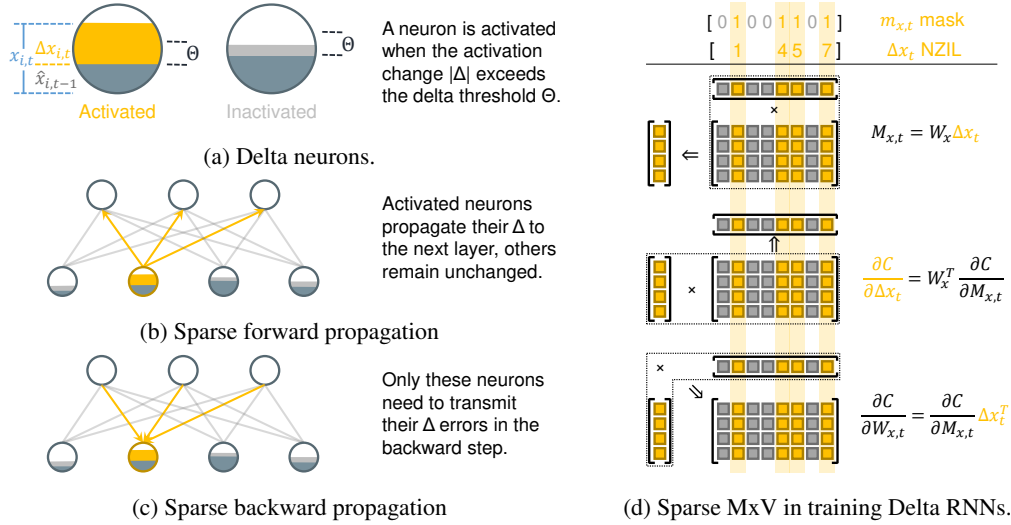 x_{i,t}
Δx_{i,t}
x̂_{i,t−1}
Θ
Θ
Activated
Inactivated
A neuron is activated
when the activation
change |Δ| exceeds
the delta threshold Θ.
(a) Delta neurons.
Activated neurons
propagate their Δ to
the next layer, others
remain unchanged.
(b) Sparse forward propagation
Only these neurons
need to transmit
their Δ errors in the
backward step.
(c) Sparse backward propagation
[ 0 1 0 0 1 1 0 1 ] m_{x,t} mask
[ 1 4 5 7 ] Δx_t NZIL
×
⇐
M_{x,t} = W_x Δx_t
⇑
×
∂C/∂Δx_t = W_x^T ∂C/∂M_{x,t}
×
⇘
∂C/∂W_{x,t} = ∂C/∂M_{x,t} Δx_t^T
(d) Sparse MxV in training Delta RNNs.